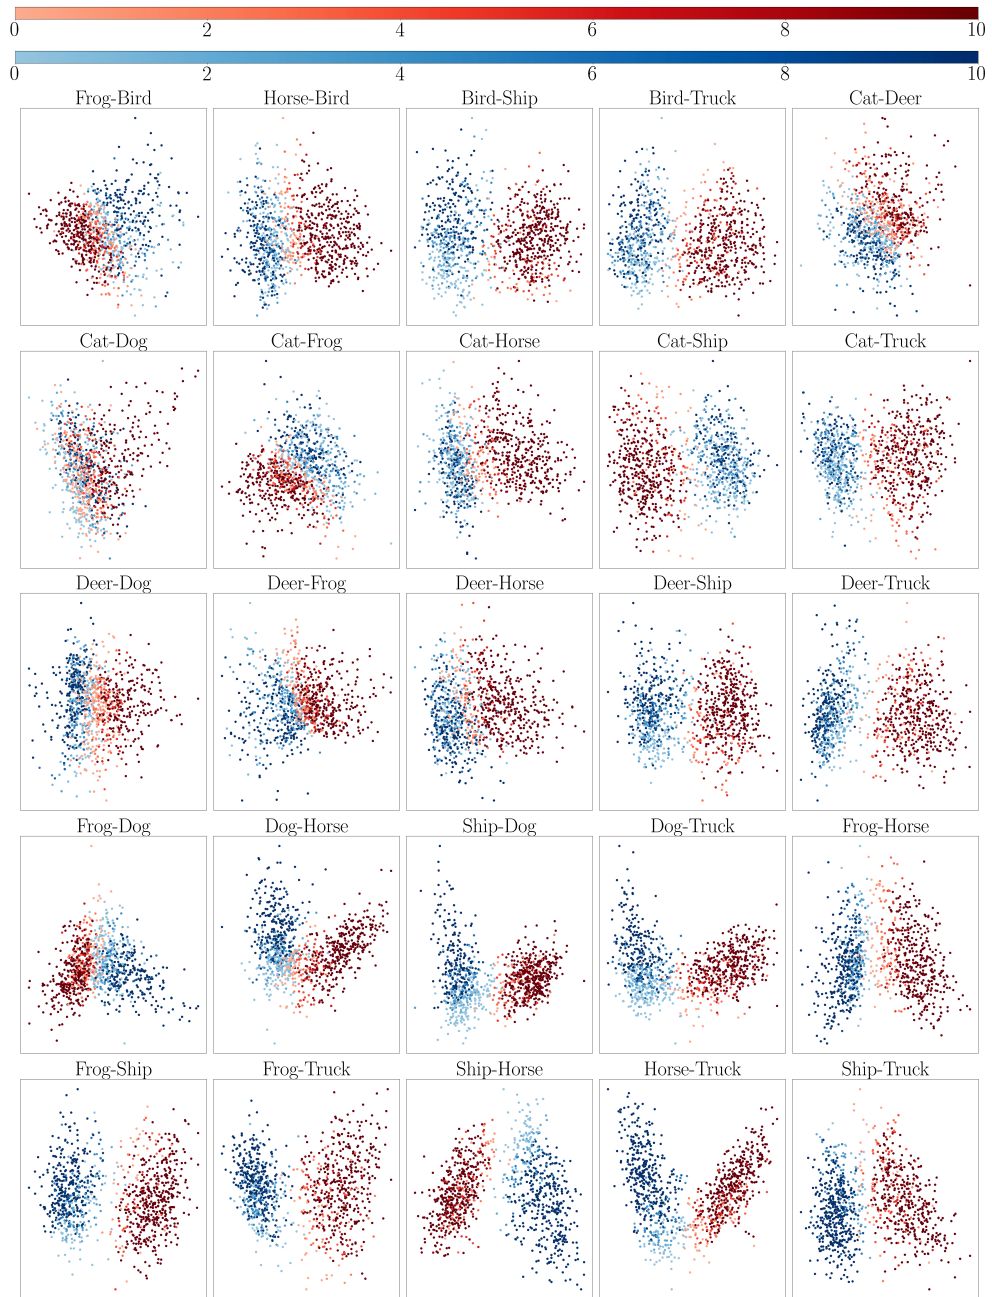 0 2 4 6 8 10
0 2 4 6 8 10
Frog-Bird Horse-Bird Bird-Ship Bird-Truck Cat-Deer
Cat-Dog Cat-Frog Cat-Horse Cat-Ship Cat-Truck
Deer-Dog Deer-Frog Deer-Horse Deer-Ship Deer-Truck
Frog-Dog Dog-Horse Ship-Dog Dog-Truck Frog-Horse
Frog-Ship Frog-Truck Ship-Horse Horse-Truck Ship-Truck